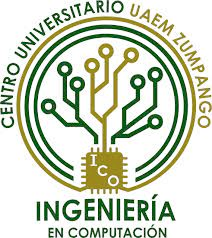 CENTRO UNIVERSITARIO UAEM ZUMPANGO
ICO
INGENIERÍA
EN COMPUTACIÓN